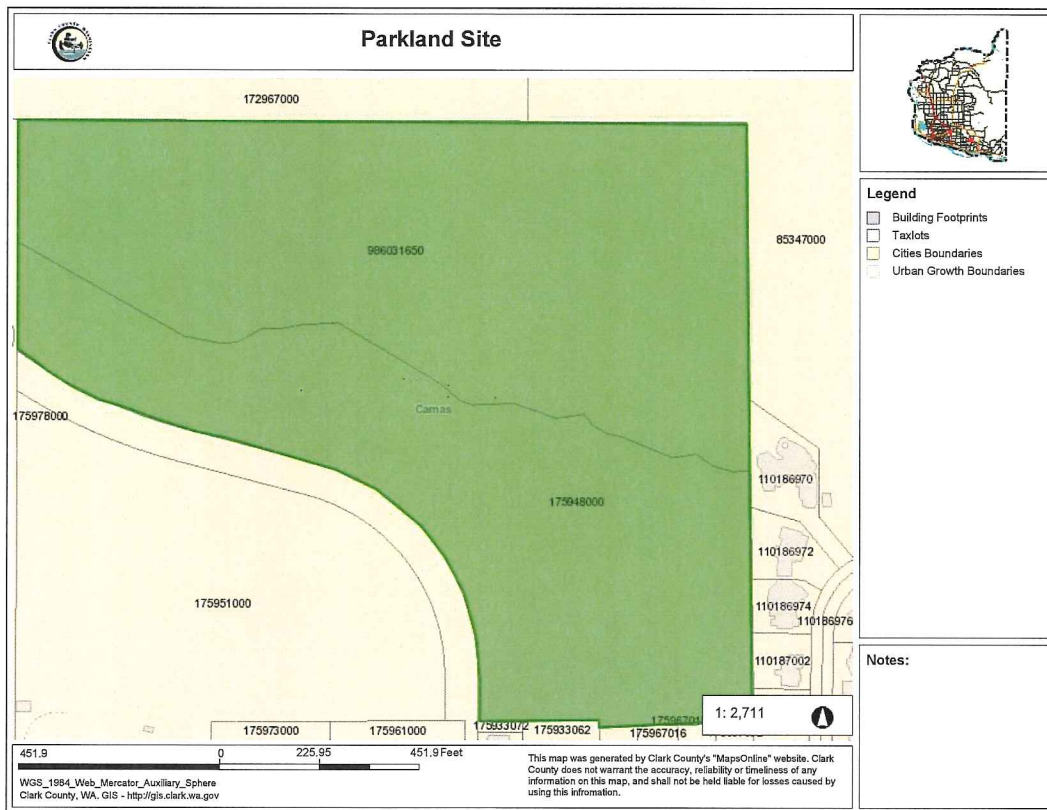 Parkland Site
172967000
986031650
85347000
Camas
175978000
175948000
110186970
110186972
110186974
110186976
110187002
175951000
175973000
175961000
175933072
175933062
175967016
1: 2,711
Legend
Building Footprints
Taxlots
Cities Boundaries
Urban Growth Boundaries
Notes:
451.9
0
225.95
451.9 Feet
WGS_1984_Web_Mercator_Auxiliary_Sphere
Clark County, WA. GIS - http://gis.clark.wa.gov
This map was generated by Clark County's "MapsOnline" website. Clark
County does not warrant the accuracy, reliability or timeliness of any
information on this map, and shall not be held liable for losses caused by
using this infromation.